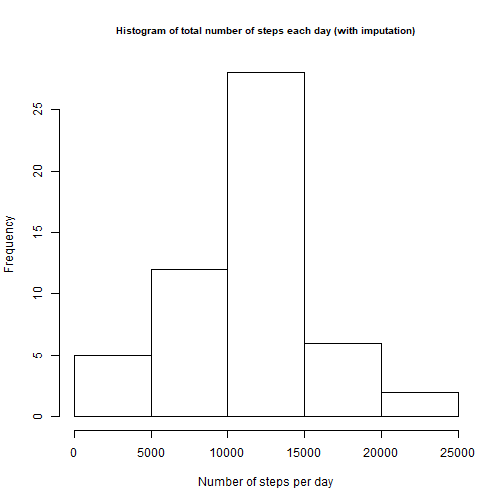 Histogram of total number of steps each day (with imputation)
Frequency
25
20
15
10
5
0
0 5000 10000 15000 20000 25000
Number of steps per day